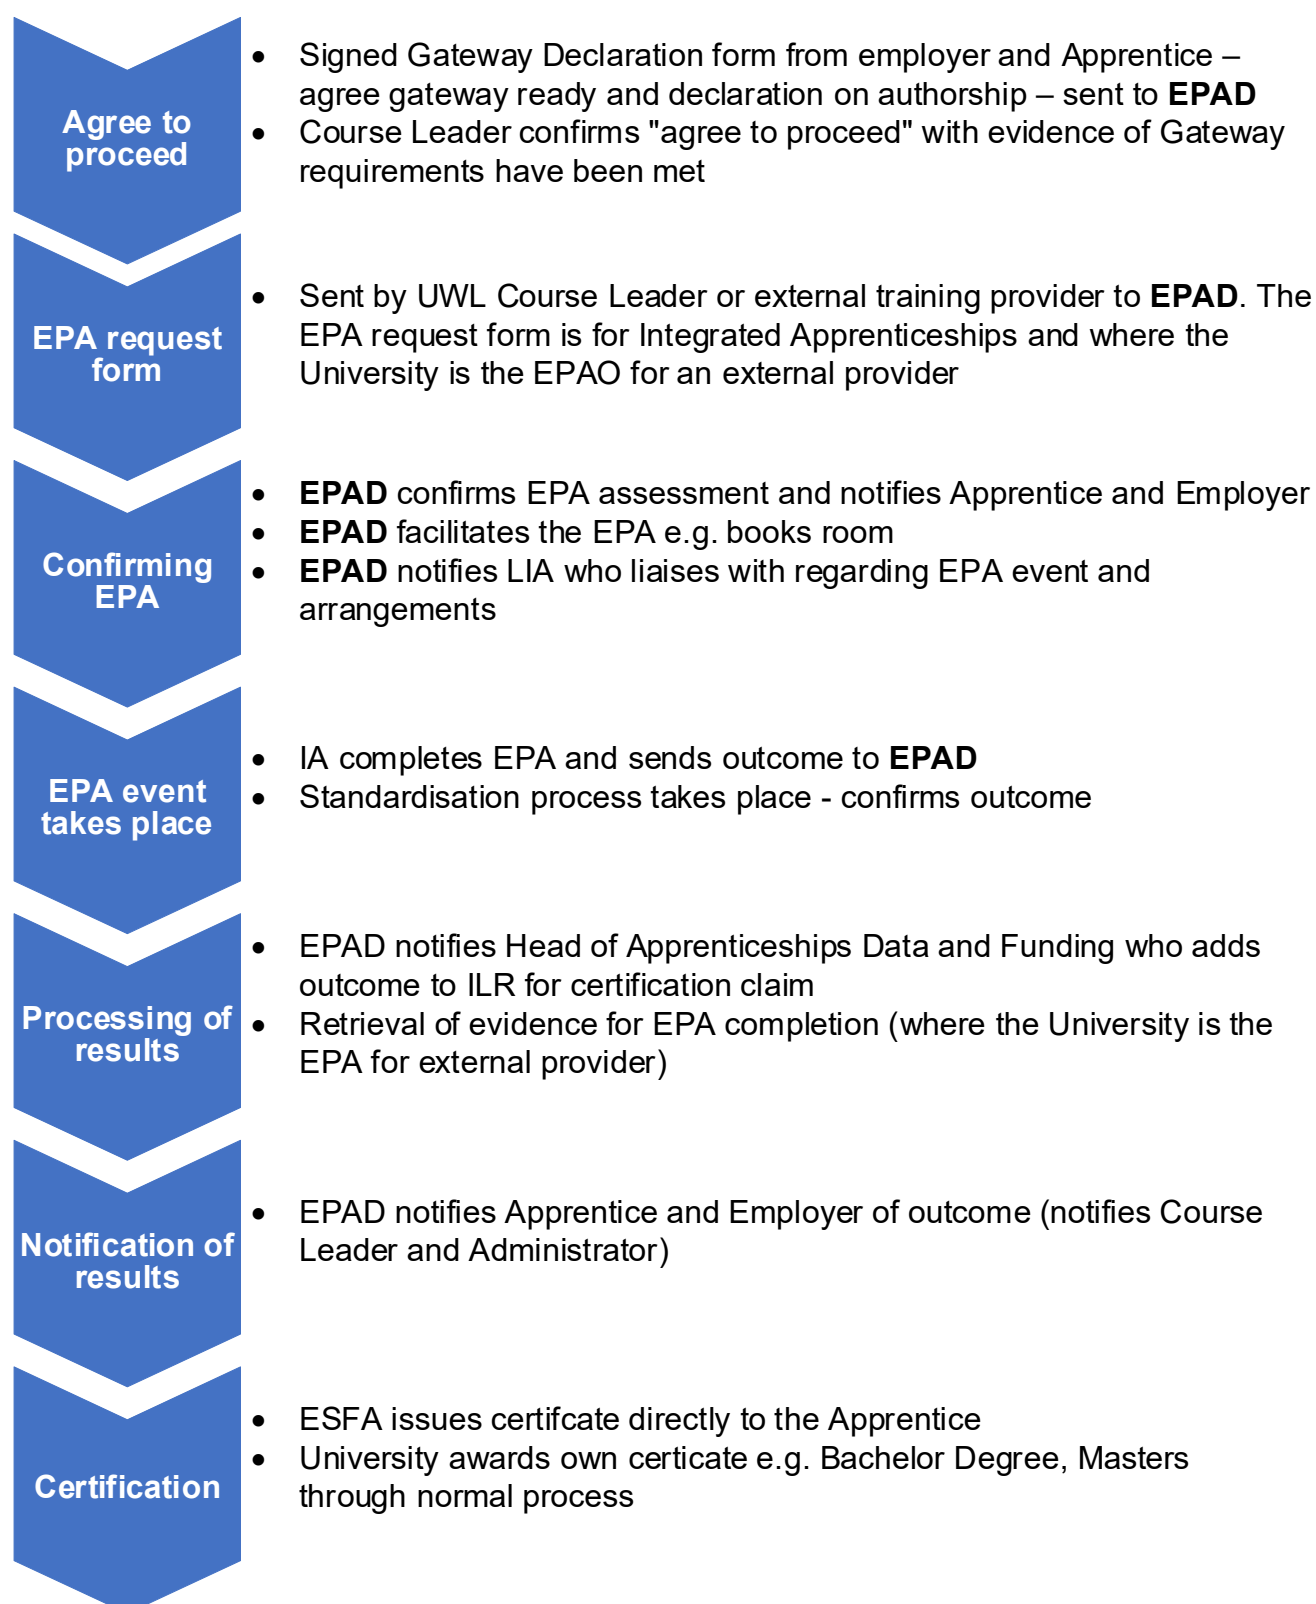 Agree to
proceed
• Signed Gateway Declaration form from employer and Apprentice –
agree gateway ready and declaration on authorship – sent to EPAD
• Course Leader confirms "agree to proceed" with evidence of Gateway
requirements have been met
EPA request
form
• Sent by UWL Course Leader or external training provider to EPAD. The
EPA request form is for Integrated Apprenticeships and where the
University is the EPAO for an external provider
Confirming
EPA
• EPAD confirms EPA assessment and notifies Apprentice and Employer
• EPAD facilitates the EPA e.g. books room
• EPAD notifies LIA who liaises with regarding EPA event and
arrangements
EPA event
takes place
• IA completes EPA and sends outcome to EPAD
• Standardisation process takes place - confirms outcome
Processing of
results
• EPAD notifies Head of Apprenticeships Data and Funding who adds
outcome to ILR for certification claim
• Retrieval of evidence for EPA completion (where the University is the
EPA for external provider)
Notification of
results
• EPAD notifies Apprentice and Employer of outcome (notifies Course
Leader and Administrator)
Certification
• ESFA issues certifcate directly to the Apprentice
• University awards own certicate e.g. Bachelor Degree, Masters
through normal process